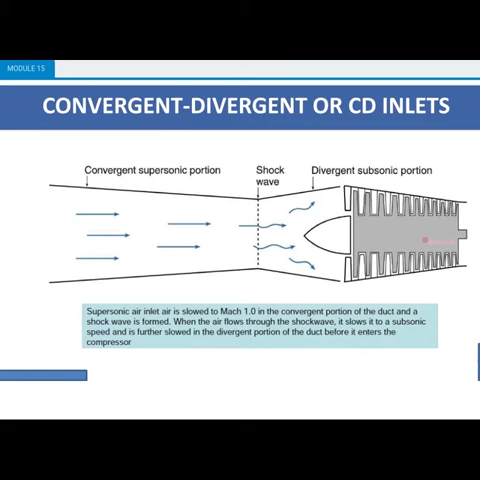 MODULE 15
CONVERGENT-DIVERGENT OR CD INLETS
Convergent supersonic portion
Shock
wave
Divergent subsonic portion
Supersonic air inlet air is slowed to Mach 1.0 in the convergent portion of the duct and a
shock wave is formed. When the air flows through the shockwave, it slows it to a subsonic
speed and is further slowed in the divergent portion of the duct before it enters the
compressor